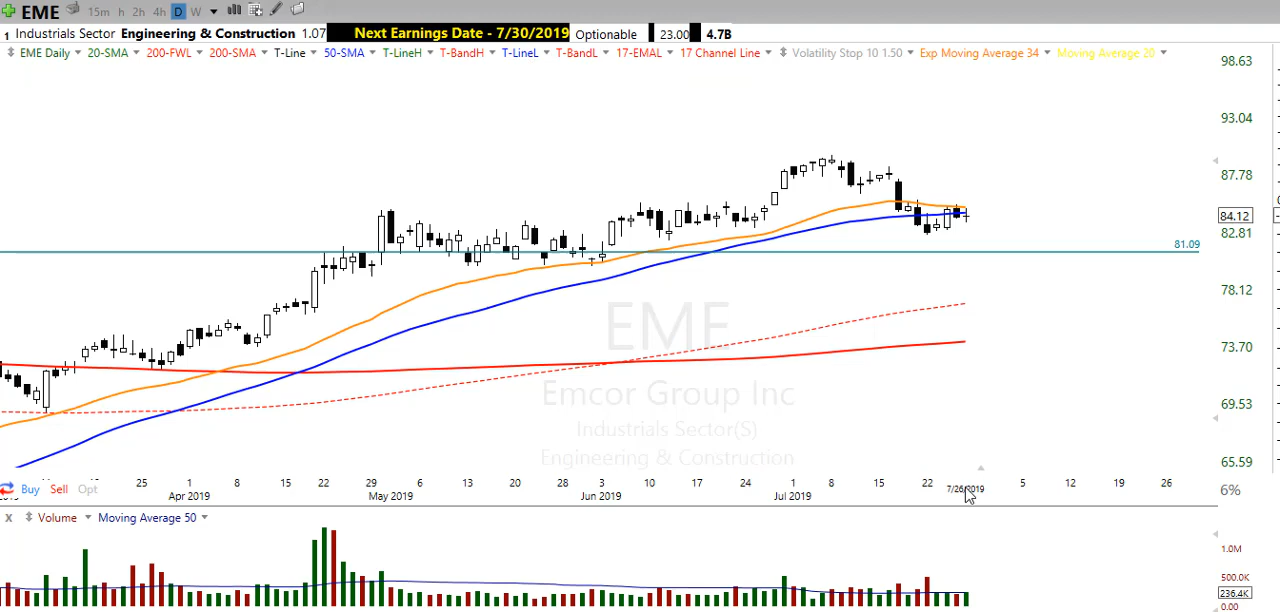 EME 15m h 2h 4h D W
1 Industrials Sector Engineering & Construction 1.07 Next Earnings Date - 7/30/2019 Optionable 23.00 4.7B
EME Daily 20-SMA 200-FWL 200-SMA T-Line 50-SMA T-LineH T-BandH T-LineL T-BandL 17-EMAL 17 Channel Line Volatility Stop 10 1.50 Exp Moving Average 34 Moving Average 20
98.63
93.04
87.78
84.12
82.81
81.09
78.12
73.70
69.53
65.59
EME
Emcor Group Inc
Industrials Sector(S)
Engineering & Construction
25 1 8 15 22 29 6 13 20 28 3 10 17 24 1 8 15 22 7/26/2019 5 12 19 26
Apr 2019 May 2019 Jun 2019 Jul 2019
Buy Sell Opt 6%
X Volume Moving Average 50
1.0M
500.0K
236.4K
0.00